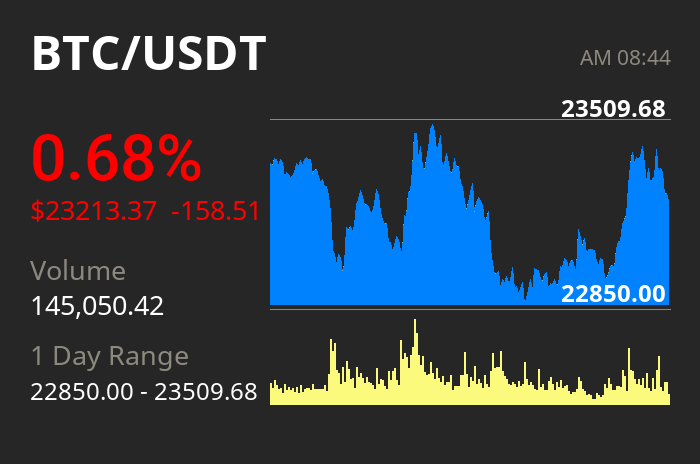 BTC/USDT
AM 08:44
23509.68
0.68%
$23213.37 -158.51
Volume
145,050.42
22850.00
1 Day Range
22850.00 - 23509.68